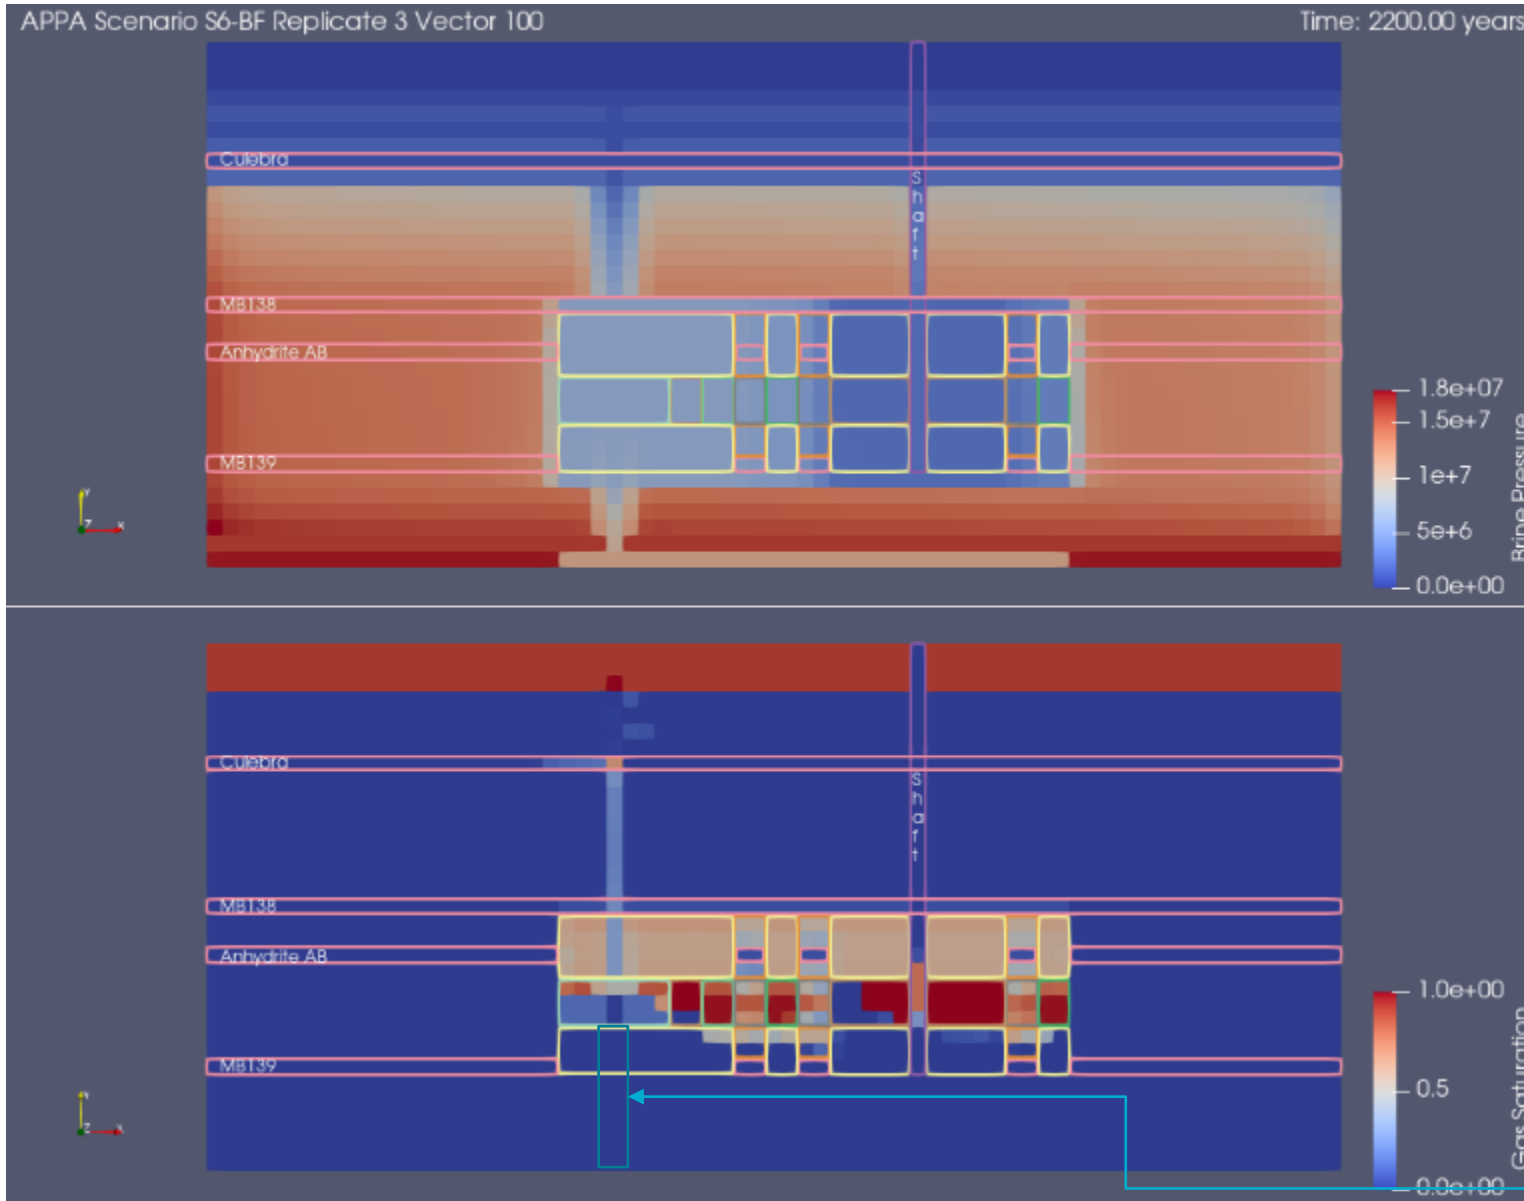 APPA Scenario S6-BF Replicate 3 Vector 100
Time: 2200.00 years
Culebra
Shaft
MB138
Anhydrite AB
MB139
Y
Z X
1.8e+07
1.5e+7
1e+7
5e+6
0.0e+00
Brine Pressure
Culebra
Shaft
MB138
Anhydrite AB
MB139
Y
Z X
1.0e+00
0.5
0.0e+00
Gas Saturation